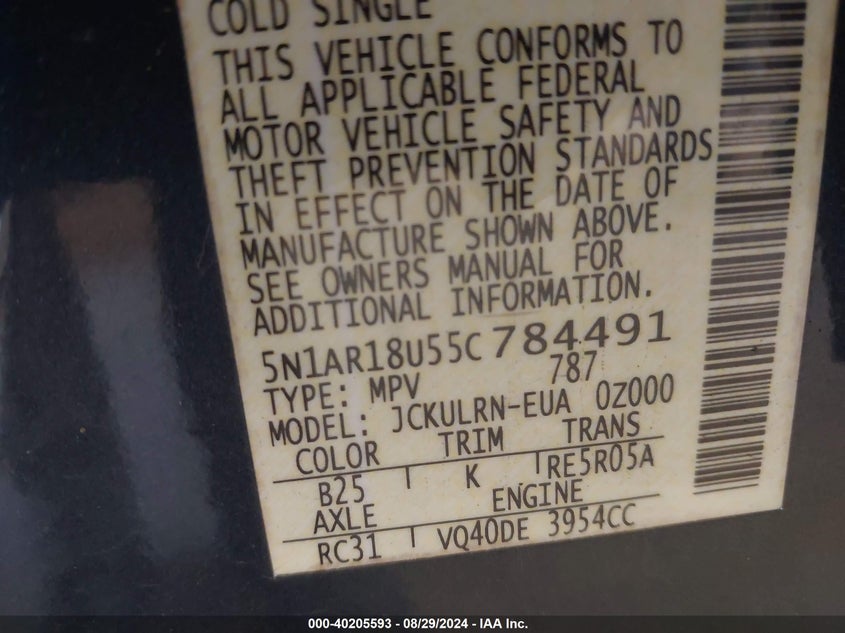 COLD SINGLE
THIS VEHICLE CONFORMS TO
ALL APPLICABLE FEDERAL
MOTOR VEHICLE SAFETY AND
THEFT PREVENTION STANDARDS
IN EFFECT ON THE DATE OF
MANUFACTURE SHOWN ABOVE.
SEE OWNERS MANUAL FOR
ADDITIONAL INFORMATION.
5N1AR18U55C784491
TYPE: MPV 787
MODEL: JCKULRN-EUA 0Z000
COLOR TRIM TRANS
B25 K RE5R05A
AXLE ENGINE
RC31 VQ40DE 3954CC
000-40205593 - 08/29/2024 - IAA Inc.